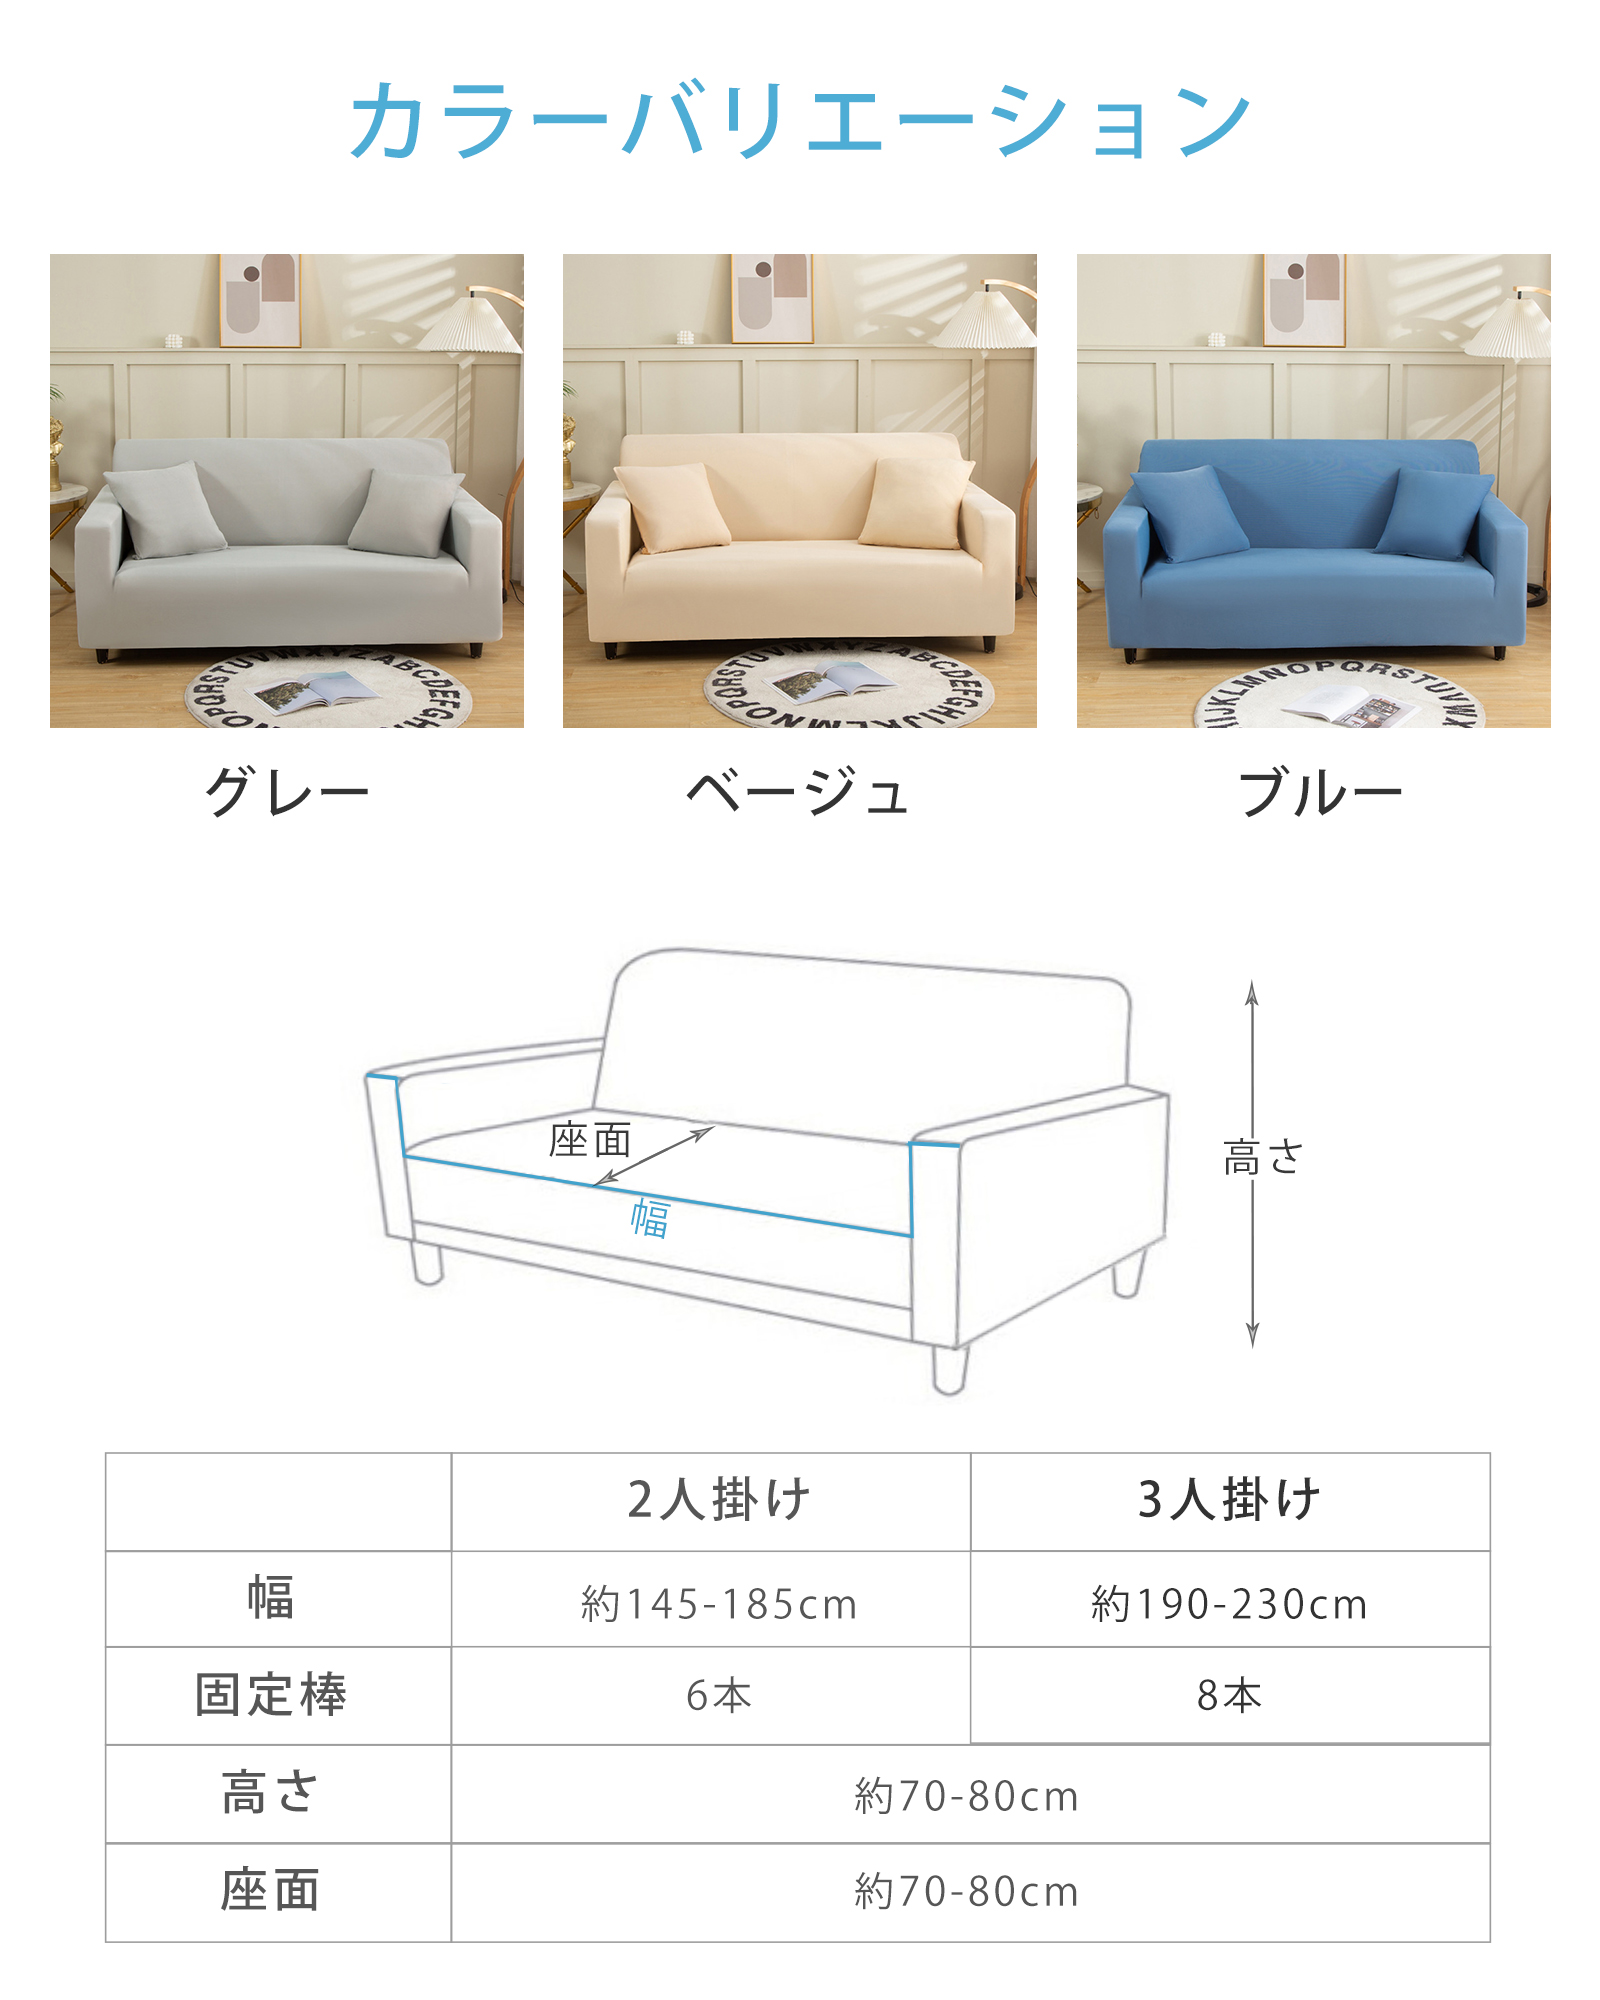 カラーバリエーション
グレー
ベージュ
ブルー
座面
幅
高さ
2人掛け 3人掛け
幅 約145-185cm 約190-230cm
固定棒 6本 8本
高さ 約70-80cm
座面 約70-80cm